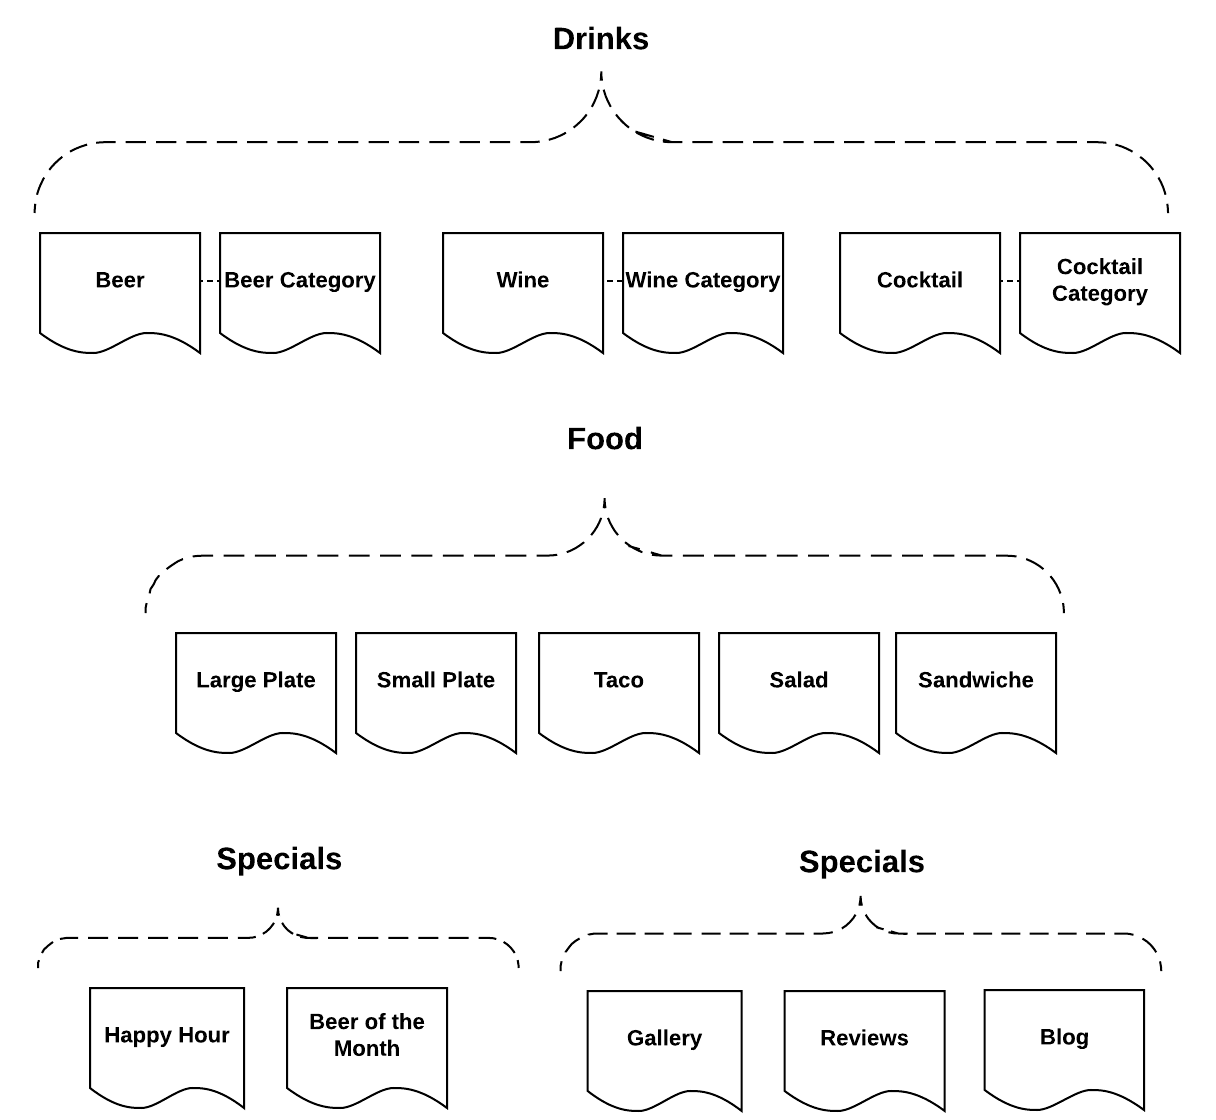 Drinks
Beer
Beer Category
Wine
Wine Category
Cocktail
Cocktail
Category
Food
Large Plate
Small Plate
Taco
Salad
Sandwiche
Specials
Happy Hour
Beer of the
Month
Specials
Gallery
Reviews
Blog